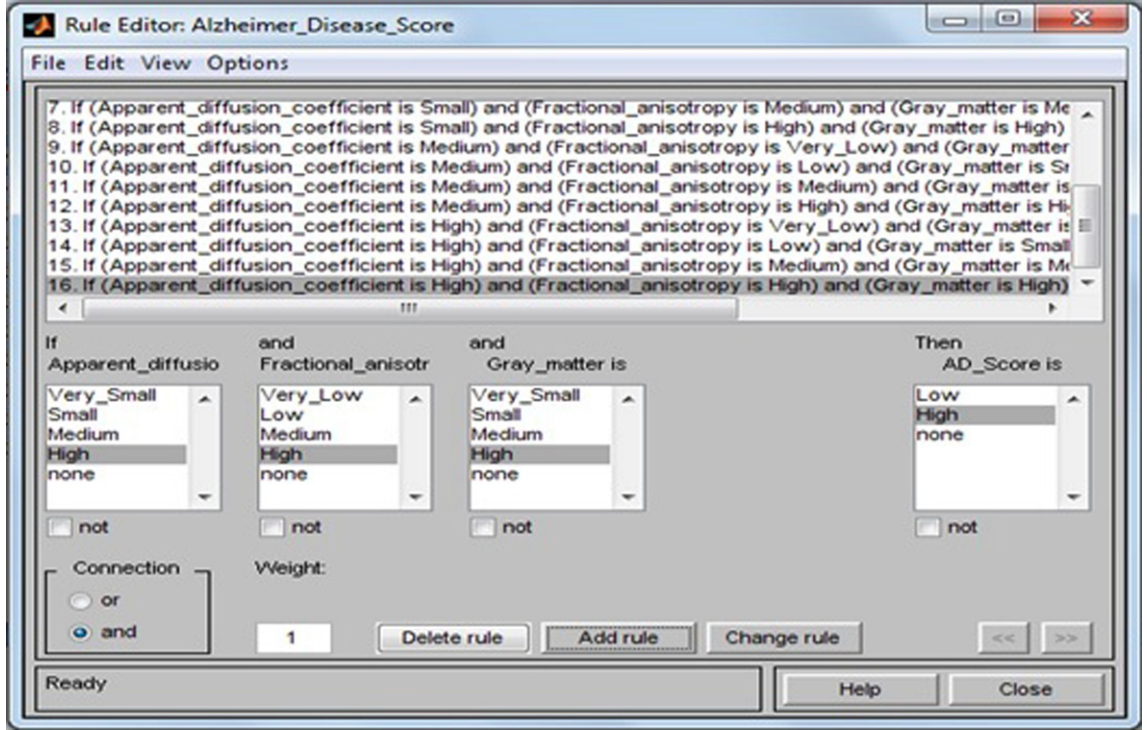 Rule Editor: Alzheimer_Disease_Score
File Edit View Options
7. If (Apparent_diffusion_coefficient is Small) and (Fractional_anisotropy is Medium) and (Gray_matter is Me
8. If (Apparent_diffusion_coefficient is Small) and (Fractional_anisotropy is High) and (Gray_matter is High)
9. If (Apparent_diffusion_coefficient is Medium) and (Fractional_anisotropy is Very_Low) and (Gray_matter
10. If (Apparent_diffusion_coefficient is Medium) and (Fractional_anisotropy is Low) and (Gray_matter is Sr
11. If (Apparent_diffusion_coefficient is Medium) and (Fractional_anisotropy is Medium) and (Gray_matter is
12. If (Apparent_diffusion_coefficient is Medium) and (Fractional_anisotropy is High) and (Gray_matter is Hi
13. If (Apparent_diffusion_coefficient is High) and (Fractional_anisotropy is Very_Low) and (Gray_matter is
14. If (Apparent_diffusion_coefficient is High) and (Fractional_anisotropy is Low) and (Gray_matter is Small
15. If (Apparent_diffusion_coefficient is High) and (Fractional_anisotropy is Medium) and (Gray_matter is Me
16. If (Apparent_diffusion_coefficient is High) and (Fractional_anisotropy is High) and (Gray_matter is High)
If and and Then
Apparent_diffusio Fractional_anisotr Gray_matter is AD_Score is
Very_Small Very_Low Very_Small Low
Small Low Small High
Medium Medium Medium none
High High High
none none none
not not not not
Connection Weight:
or
and 1 Delete rule Add rule Change rule << >>
Ready Help Close